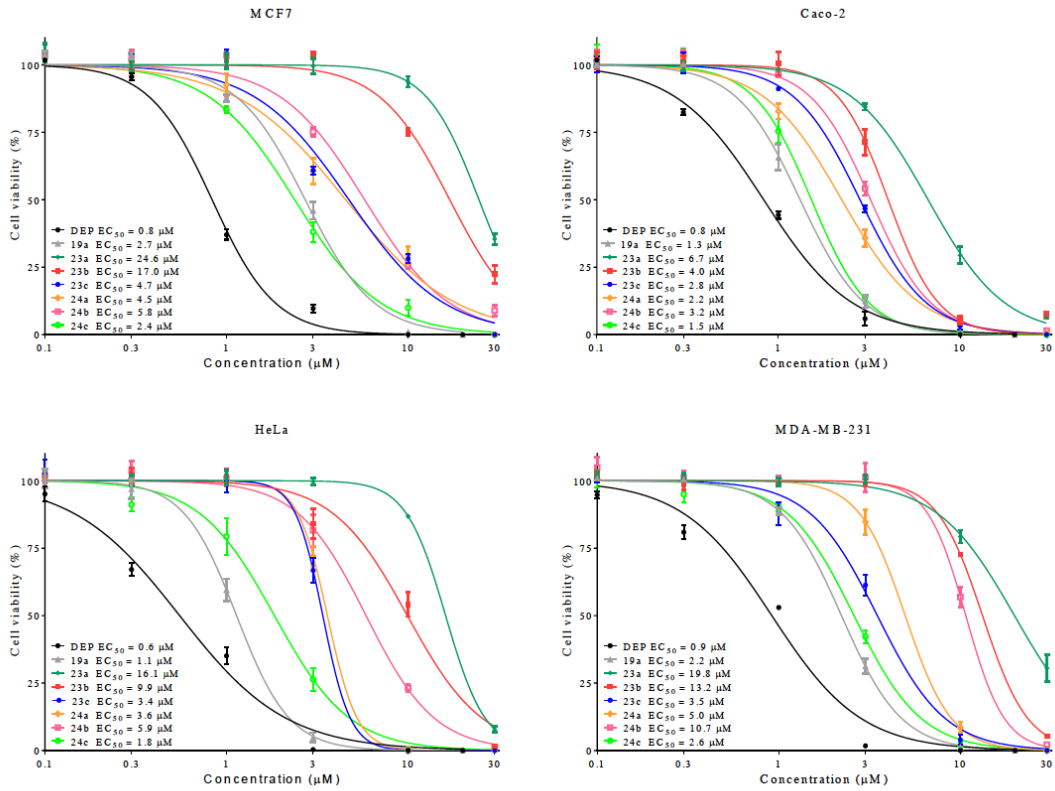 MCF7
Cell viability (%)
100
75
50
25
0
DEP EC50 = 0.8 µM
19a EC50 = 2.7 µM
23a EC50 = 24.6 µM
23b EC50 = 17.0 µM
23c EC50 = 4.7 µM
24a EC50 = 4.5 µM
24b EC50 = 5.8 µM
24c EC50 = 2.4 µM
0.1 0.3 1 3 10 30
Concentration (µM)
Caco-2
Cell viability (%)
100
75
50
25
0
DEP EC50 = 0.8 µM
19a EC50 = 1.3 µM
23a EC50 = 6.7 µM
23b EC50 = 4.0 µM
23c EC50 = 2.8 µM
24a EC50 = 2.2 µM
24b EC50 = 3.2 µM
24c EC50 = 1.5 µM
0.1 0.3 1 3 10 30
Concentration (µM)
HeLa
Cell viability (%)
100
75
50
25
0
DEP EC50 = 0.6 µM
19a EC50 = 1.1 µM
23a EC50 = 16.1 µM
23b EC50 = 9.9 µM
23c EC50 = 3.4 µM
24a EC50 = 3.6 µM
24b EC50 = 5.9 µM
24c EC50 = 1.8 µM
0.1 0.3 1 3 10 30
Concentration (µM)
MDA-MB-231
Cell viability (%)
100
75
50
25
0
DEP EC50 = 0.9 µM
19a EC50 = 2.2 µM
23a EC50 = 19.8 µM
23b EC50 = 13.2 µM
23c EC50 = 3.5 µM
24a EC50 = 5.0 µM
24b EC50 = 10.7 µM
24c EC50 = 2.6 µM
0.1 0.3 1 3 10 30
Concentration (µM)